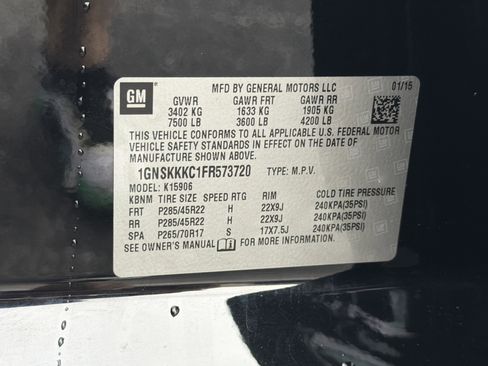 GM
MFD BY GENERAL MOTORS LLC
01/15
GVWR GAWR FRT GAWR RR
3402 KG 1633 KG 1905 KG
7500 LB 3600 LB 4200 LB
THIS VEHICLE CONFORMS TO ALL APPLICABLE U.S. FEDERAL MOTOR
VEHICLE SAFETY STANDARDS IN EFFECT ON THE DATE OF
MANUFACTURE SHOWN ABOVE.
1GNSKKKC1FR573720 TYPE: M.P.V.
MODEL: K15906
KBNM TIRE SIZE SPEED RTG RIM COLD TIRE PRESSURE
FRT P285/45R22 H 22X9J 240KPA(35PSI)
RR P285/45R22 H 22X9J 240KPA(35PSI)
SPA P265/70R17 S 17X7.5J 240KPA(35PSI)
SEE OWNER'S MANUAL FOR MORE INFORMATION.